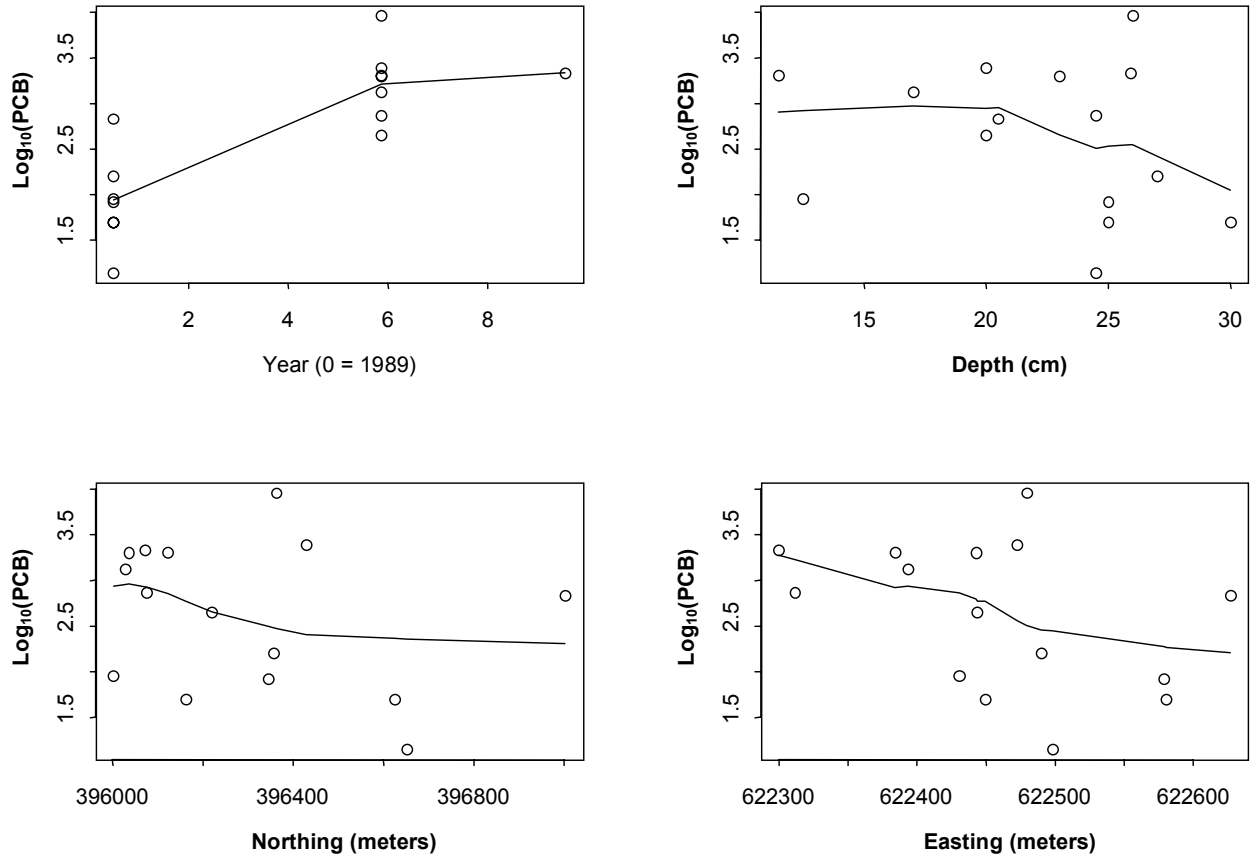 Log₁₀(PCB)
3.5
2.5
1.5
2 4 6 8
Year (0 = 1989)
Log₁₀(PCB)
3.5
2.5
1.5
15 20 25 30
Depth (cm)
Log₁₀(PCB)
3.5
2.5
1.5
396000 396400 396800
Northing (meters)
Log₁₀(PCB)
3.5
2.5
1.5
622300 622400 622500 622600
Easting (meters)